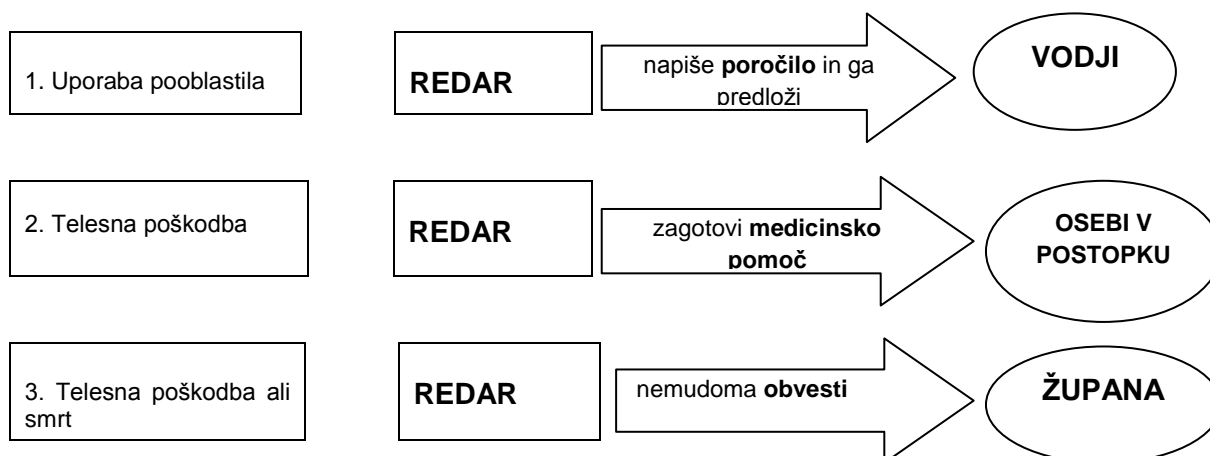 1. Uporaba pooblastila
REDAR
napiše poročilo in ga
predloži
VODJI
2. Telesna poškodba
REDAR
zagotovi medicinsko
pomoč
OSEBI V
POSTOPKU
3. Telesna poškodba ali
smrt
REDAR
nemudoma obvesti
ŽUPANA